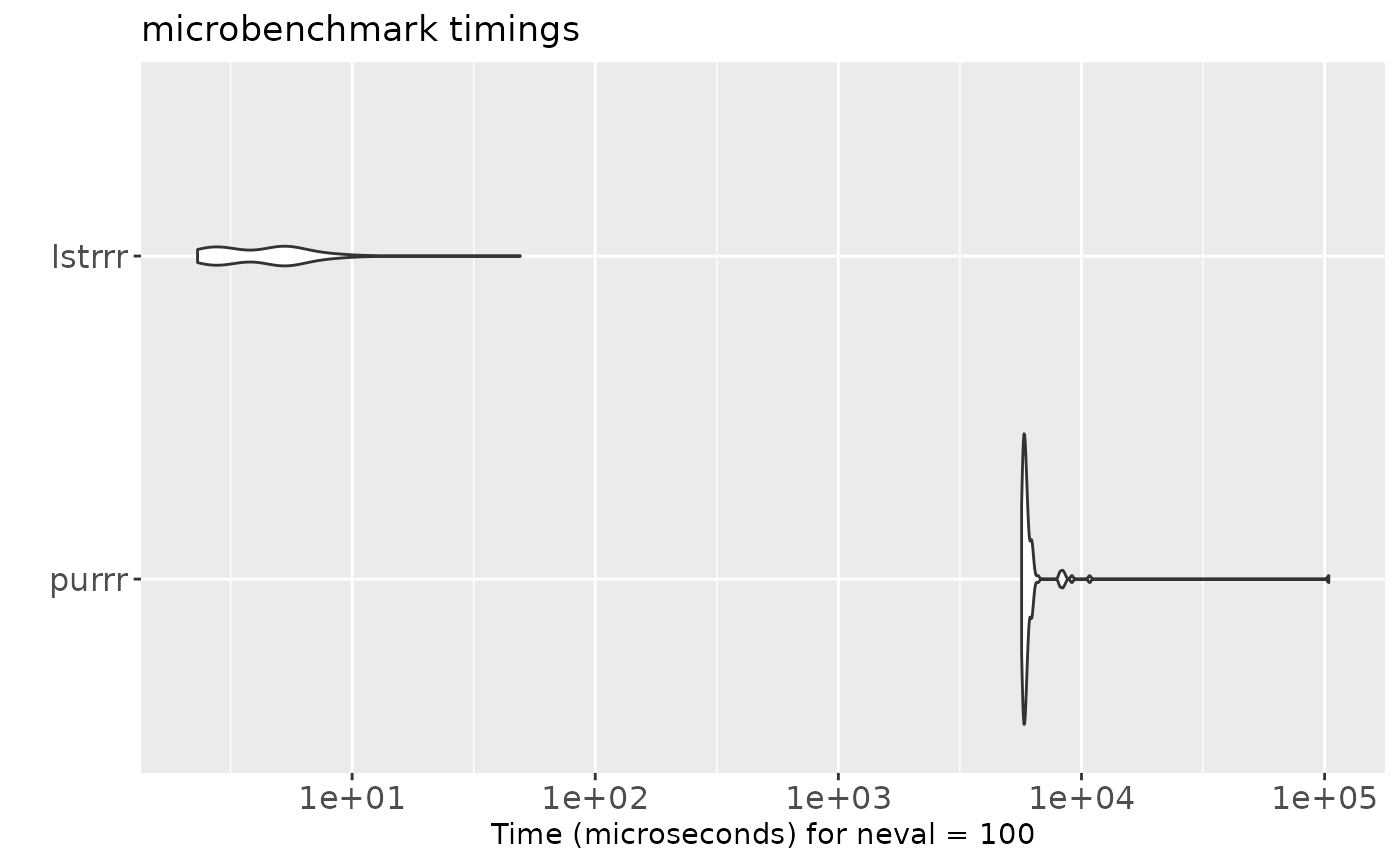 microbenchmark timings
lstrrr
purrr
1e+01 1e+02 1e+03 1e+04 1e+05
Time (microseconds) for neval = 100